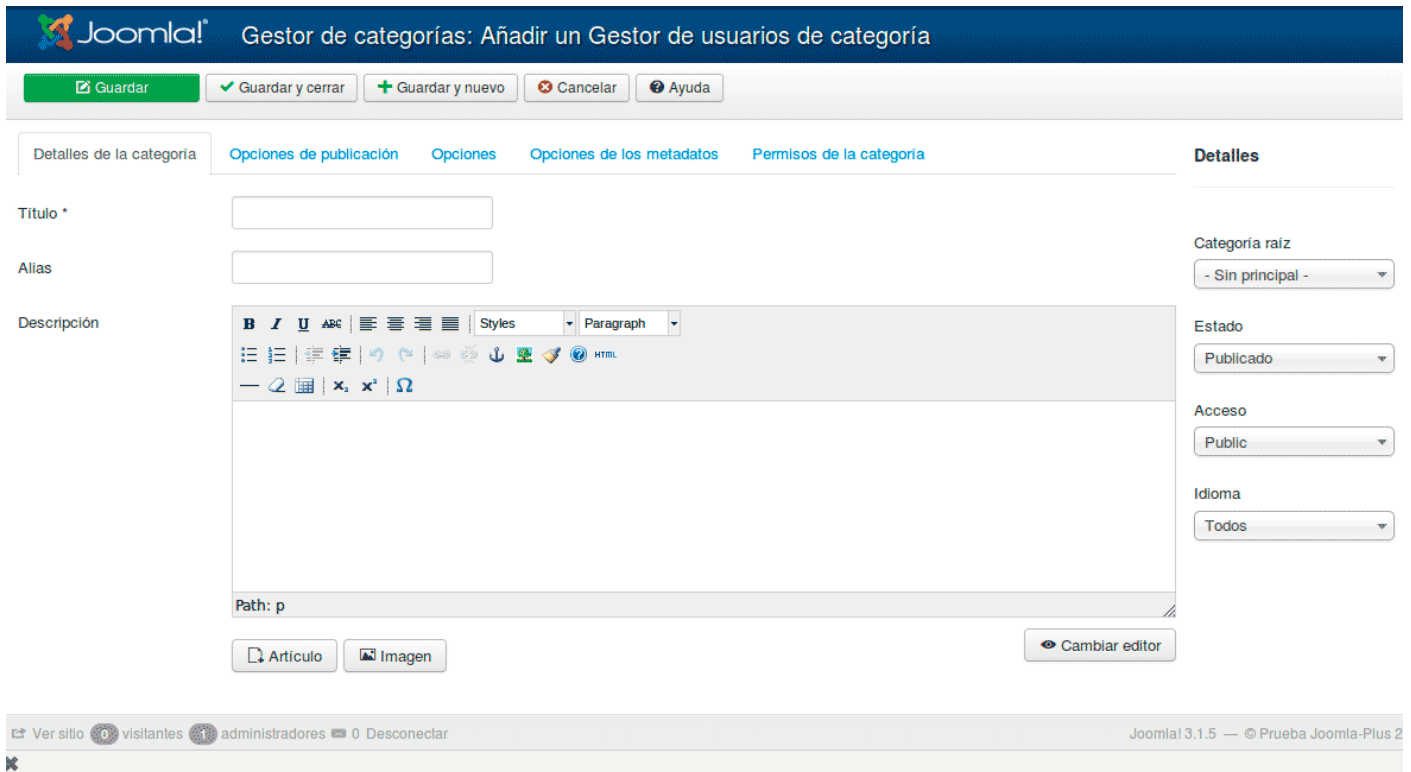 Joomla! Gestor de categorías: Añadir un Gestor de usuarios de categoría
Guardar Guardar y cerrar Guardar y nuevo Cancelar Ayuda
Detalles de la categoría Opciones de publicación Opciones Opciones de los metadatos Permisos de la categoría
Detalles
Título *
Alias
Descripción
B I U ABC Styles Paragraph
HTML
x₂ x² Ω
Path: p
Artículo Imagen
Cambiar editor
Categoría raíz
- Sin principal -
Estado
Publicado
Acceso
Public
Idioma
Todos
Ver sitio 0 visitantes 1 administradores 0 Desconectar
Joomla! 3.1.5 — © Prueba Joomla-Plus 2